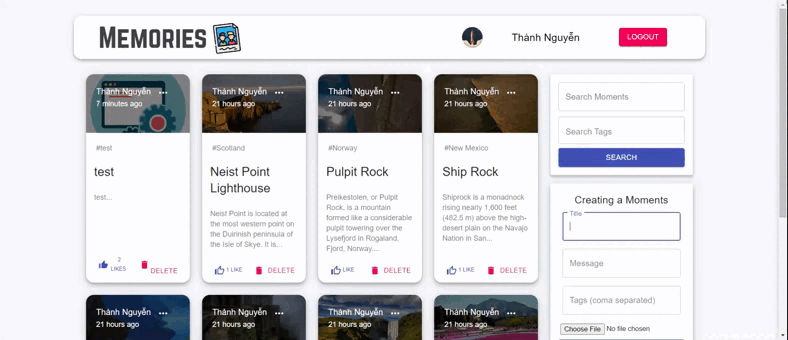 MEMORIES
Thành Nguyễn
LOGOUT
Thành Nguyễn ...
7 minutes ago
#test
test
test...
2
LIKES
DELETE
Thành Nguyễn ...
21 hours ago
#Scotland
Neist Point
Lighthouse
Neist Point is located at
the most western point on
the Duirinish peninsula of
the Isle of Skye. It is...
1 LIKE
DELETE
Thành Nguyễn ...
21 hours ago
#Norway
Pulpit Rock
Preikestolen, or Pulpit
Rock, is a mountain
formed like a considerable
pulpit towering over the
Lysefjord in Rogaland,
Fjord, Norway....
LIKE
DELETE
Thành Nguyễn ...
21 hours ago
#New Mexico
Ship Rock
Shiprock is a monadnock
rising nearly 1,600 feet
(482.5 m) above the high-
desert plain on the Navajo
Nation in San...
1 LIKE
DELETE
Thành Nguyễn ...
21 hours ago
Thành Nguyễn ...
21 hours ago
Thành Nguyễn ...
21 hours ago
Thành Nguyễn ...
21 hours ago
Search Moments
Search Tags
SEARCH
Creating a Moments
Title
Message
Tags (coma separated)
Choose File No file chosen